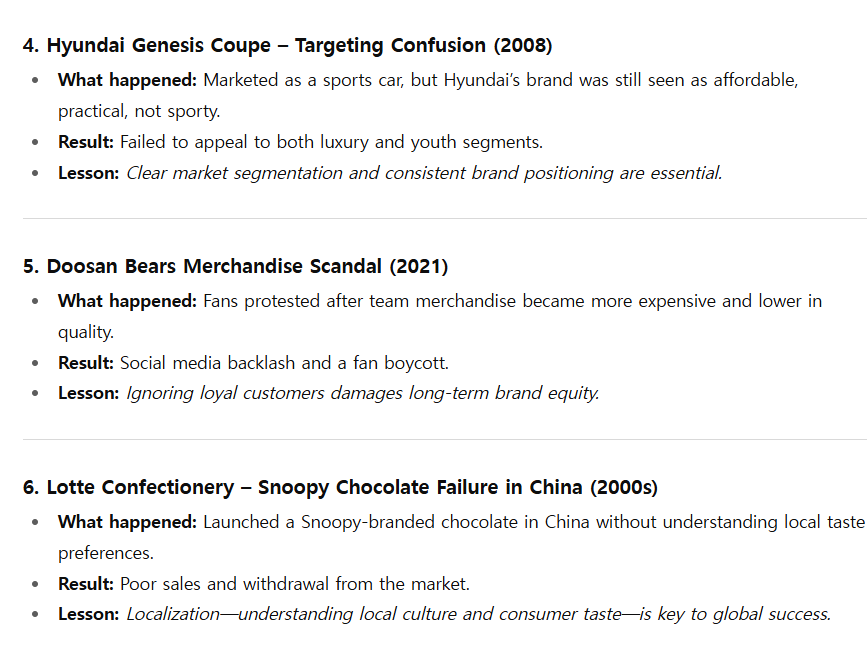 4. Hyundai Genesis Coupe – Targeting Confusion (2008)
• What happened: Marketed as a sports car, but Hyundai’s brand was still seen as affordable,
practical, not sporty.
• Result: Failed to appeal to both luxury and youth segments.
• Lesson: Clear market segmentation and consistent brand positioning are essential.
5. Doosan Bears Merchandise Scandal (2021)
• What happened: Fans protested after team merchandise became more expensive and lower in
quality.
• Result: Social media backlash and a fan boycott.
• Lesson: Ignoring loyal customers damages long-term brand equity.
6. Lotte Confectionery – Snoopy Chocolate Failure in China (2000s)
• What happened: Launched a Snoopy-branded chocolate in China without understanding local taste
preferences.
• Result: Poor sales and withdrawal from the market.
• Lesson: Localization—understanding local culture and consumer taste—is key to global success.